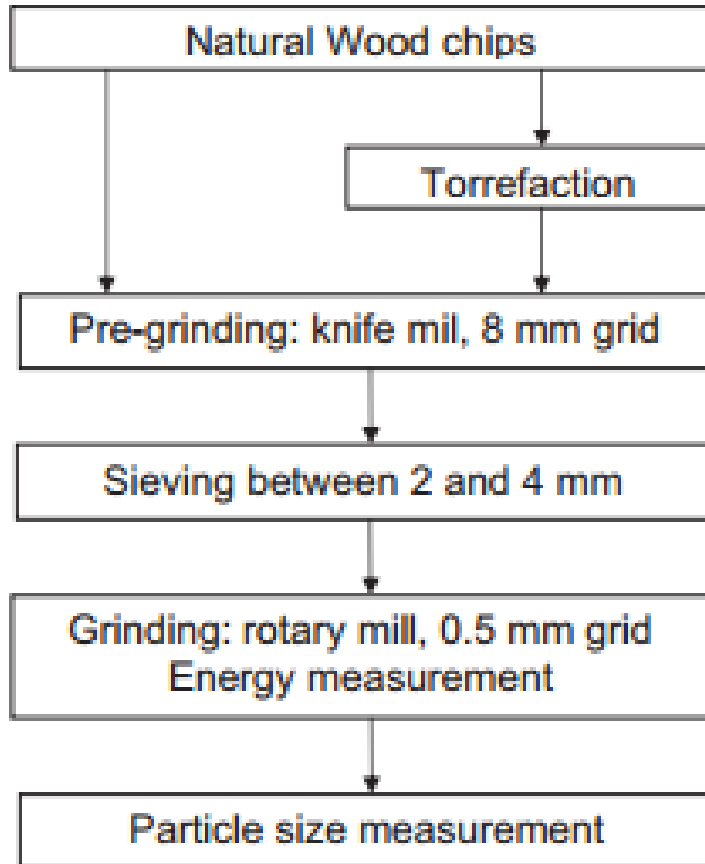 Natural Wood chips
Torrefaction
Pre-grinding: knife mil, 8 mm grid
Sieving between 2 and 4 mm
Grinding: rotary mill, 0.5 mm grid
Energy measurement
Particle size measurement